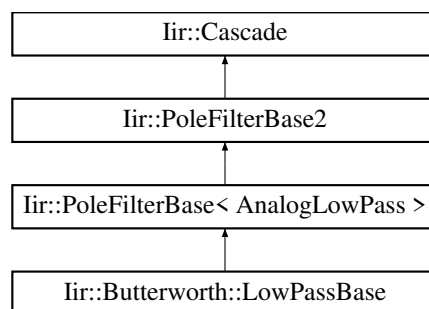 Iir::Cascade
Iir::PoleFilterBase2
Iir::PoleFilterBase< AnalogLowPass >
Iir::Butterworth::LowPassBase